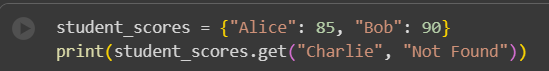 student_scores = {"Alice": 85, "Bob": 90}
print(student_scores.get("Charlie", "Not Found"))